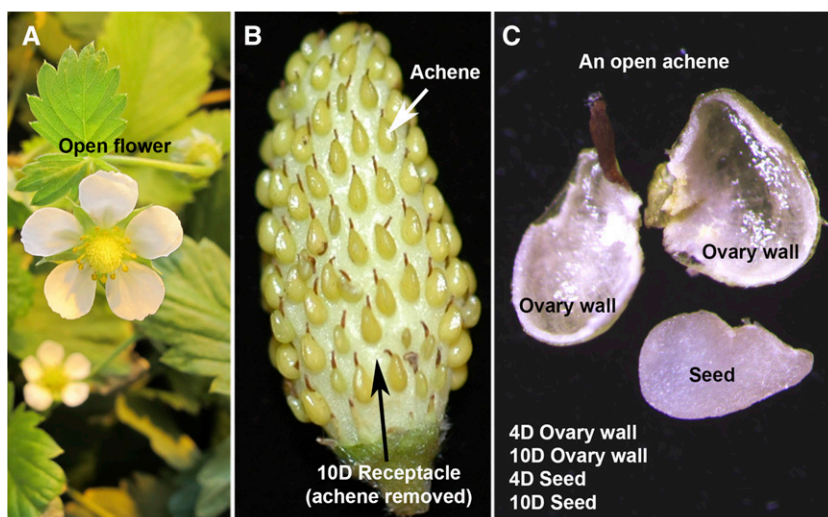 A
Open flower
B
Achene
10D Receptacle
(achene removed)
C
An open achene
Ovary wall
Ovary wall
Seed
4D Ovary wall
10D Ovary wall
4D Seed
10D Seed